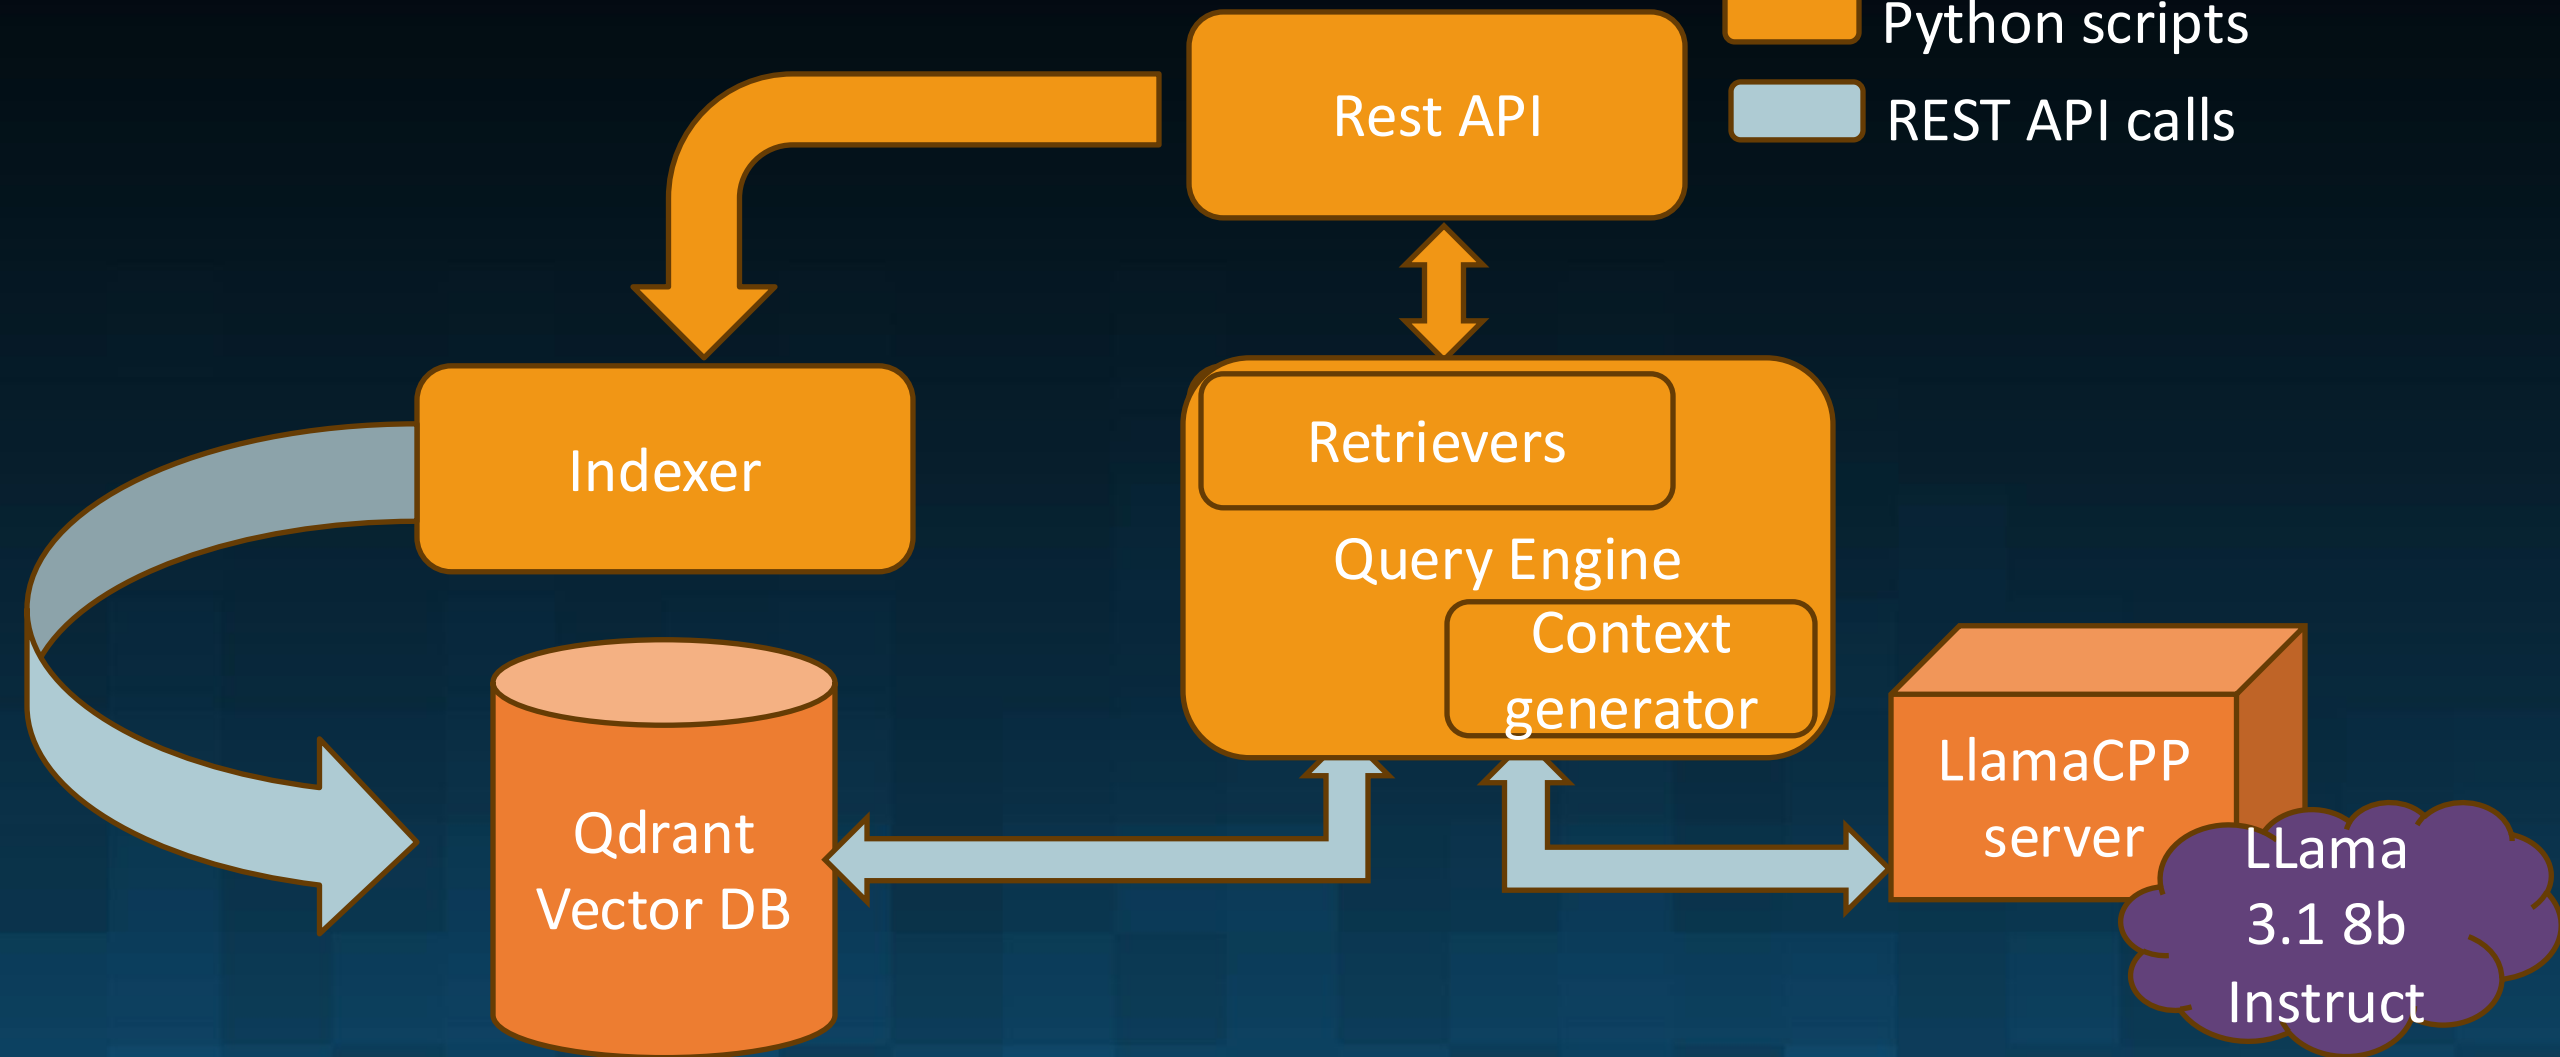 Python scripts
REST API calls
Rest API
Indexer
Retrievers
Query Engine
Context
generator
Qdrant
Vector DB
LlamaCPP
server
LLama
3.1 8b
Instruct